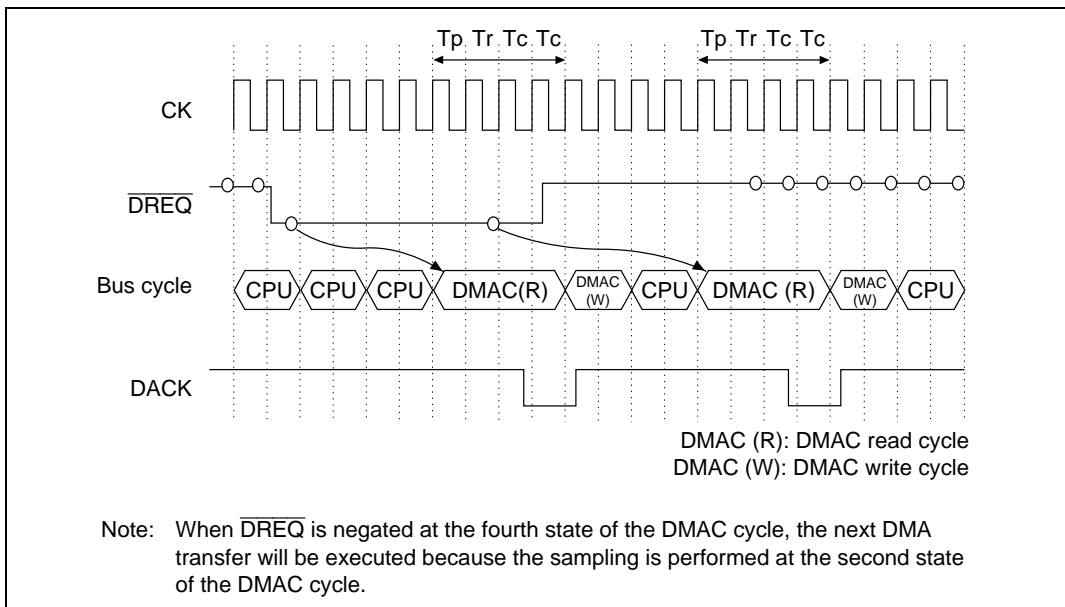 Tp Tr Tc Tc Tp Tr Tc Tc
CK
DREQ
Bus cycle CPU CPU CPU DMAC(R) DMAC (W) CPU DMAC (R) DMAC (W) CPU
DACK
DMAC (R): DMAC read cycle
DMAC (W): DMAC write cycle
Note: When DREQ is negated at the fourth state of the DMAC cycle, the next DMA
transfer will be executed because the sampling is performed at the second state
of the DMAC cycle.